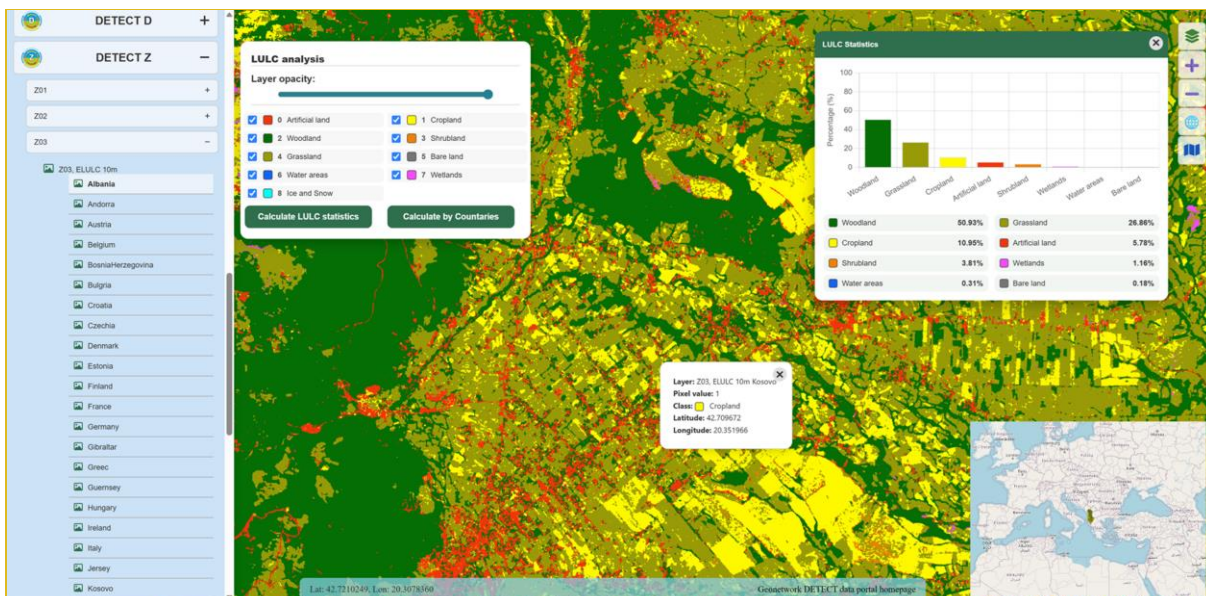 DETECT D +
DETECT Z −
Z01 +
Z02 +
Z03 −
Z03, ELULC 10m
Albania
Andorra
Austria
Belgium
BosniaHerzegovina
Bulgria
Croatia
Czechia
Denmark
Estonia
Finland
France
Germany
Gibraltar
Greec
Guernsey
Hungary
Ireland
Italy
Jersey
Kosovo
LULC analysis
Layer opacity:
0 Artificial land
1 Cropland
2 Woodland
3 Shrubland
4 Grassland
5 Bare land
6 Water areas
7 Wetlands
8 Ice and Snow
Calculate LULC statistics
Calculate by Countaries
LULC Statistics
Percentage (%)
100
80
60
40
20
0
Woodland
Grassland
Cropland
Artificial land
Shrubland
Wetlands
Water areas
Bare land
Woodland 50.93%
Grassland 26.86%
Cropland 10.95%
Artificial land 5.78%
Shrubland 3.81%
Wetlands 1.16%
Water areas 0.31%
Bare land 0.18%
Layer: Z03, ELULC 10m Kosovo
Pixel value: 1
Class: Cropland
Latitude: 42.709672
Longitude: 20.351966
Lat: 42.7210249, Lon: 20.3078360
Geonetwork DETECT data portal homepage